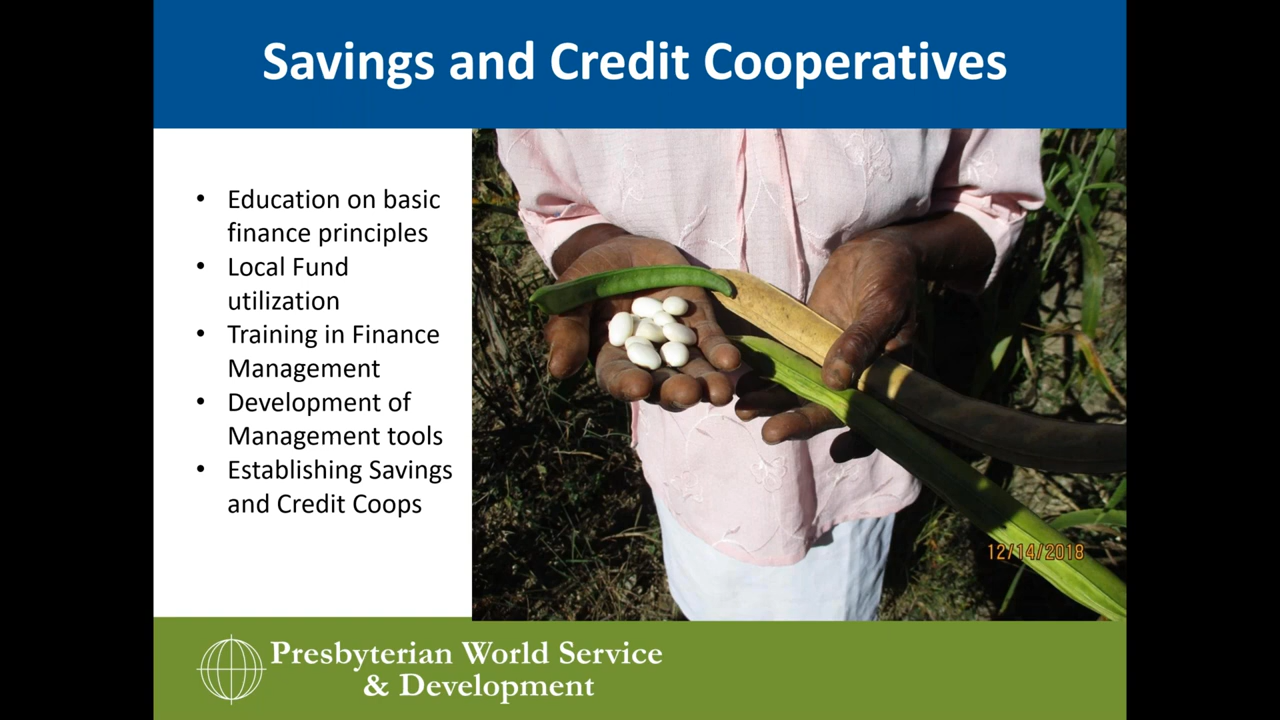 Savings and Credit Cooperatives
• Education on basic
finance principles
• Local Fund
utilization
• Training in Finance
Management
• Development of
Management tools
• Establishing Savings
and Credit Coops
12/14/2018
Presbyterian World Service
& Development